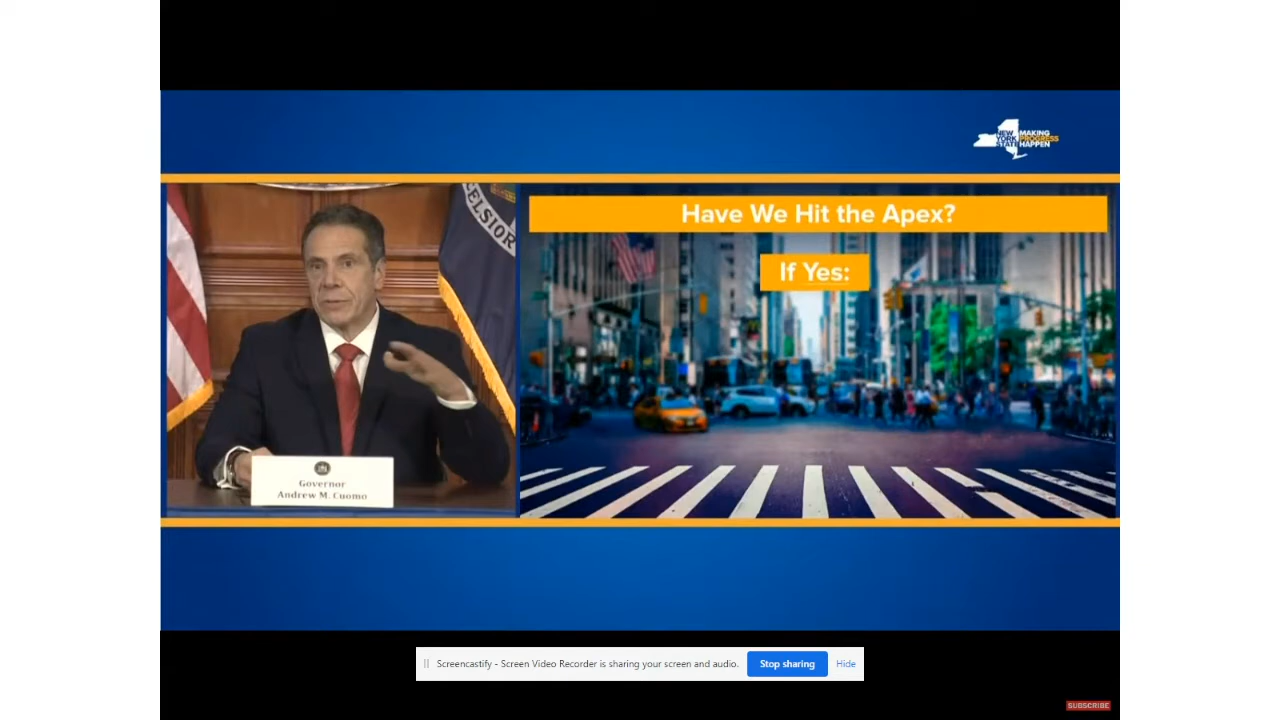 NEW
YORK
STATE
MAKING
PROGRESS
HAPPEN
ELSIOR
Have We Hit the Apex?
If Yes:
Governor
Andrew M. Cuomo
Screencastify - Screen Video Recorder is sharing your screen and audio.
Stop sharing
Hide
SUBSCRIBE